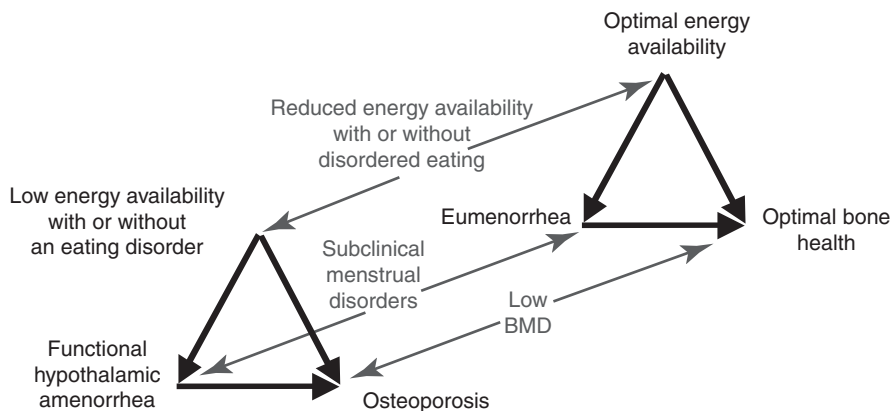 Optimal energy
availability
Reduced energy availability
with or without
disordered eating
Low energy availability
with or without
an eating disorder
Eumenorrhea
Optimal bone
health
Subclinical
menstrual
disorders
Low
BMD
Functional
hypothalamic
amenorrhea
Osteoporosis